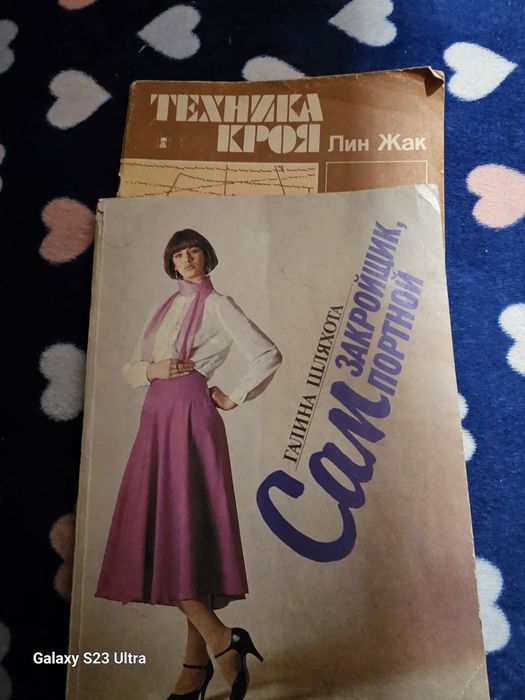 ТЕХНИКА
КРОЯ
Лин Жак
ГАЛИНА ШЛЯХОТА
Сам
ЗАКРОЙЩИК,
ПОРТНОЙ
Galaxy S23 Ultra